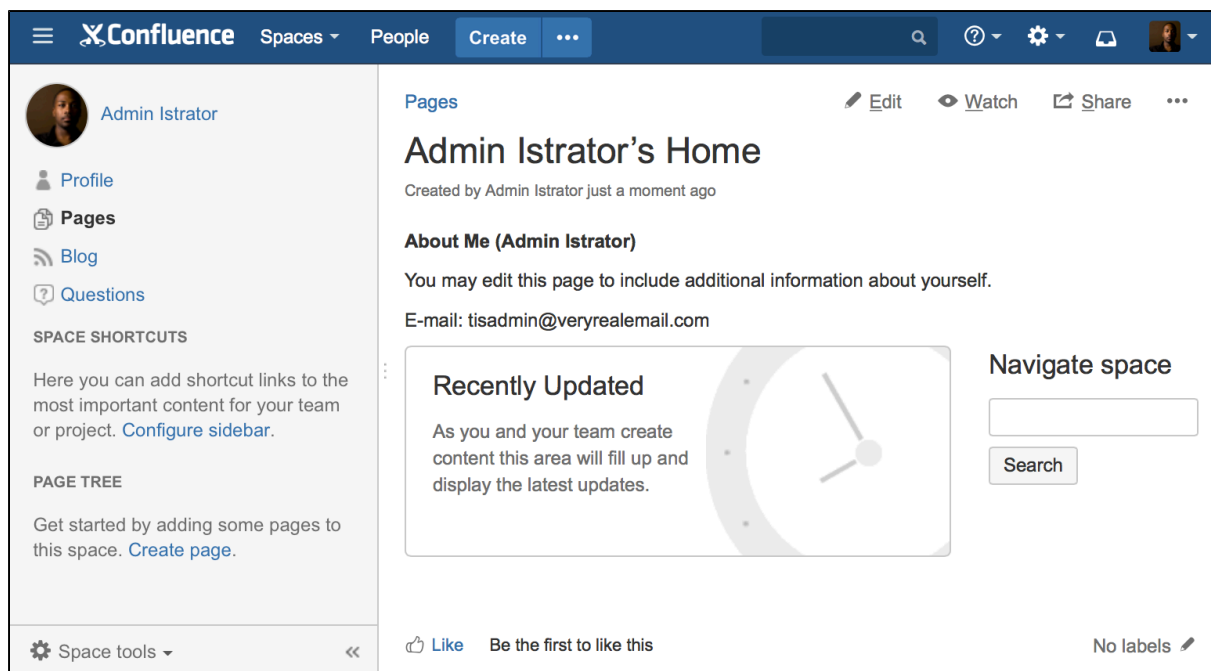 Confluence Spaces People Create •••
Admin Istrator
Profile
Pages
Blog
Questions
SPACE SHORTCUTS
Here you can add shortcut links to the
most important content for your team
or project. Configure sidebar.
PAGE TREE
Get started by adding some pages to
this space. Create page.
Space tools
Pages
Edit Watch Share •••
Admin Istrator’s Home
Created by Admin Istrator just a moment ago
About Me (Admin Istrator)
You may edit this page to include additional information about yourself.
E-mail: tisadmin@veryrealemail.com
Recently Updated
As you and your team create
content this area will fill up and
display the latest updates.
Navigate space
Search
Like Be the first to like this
No labels